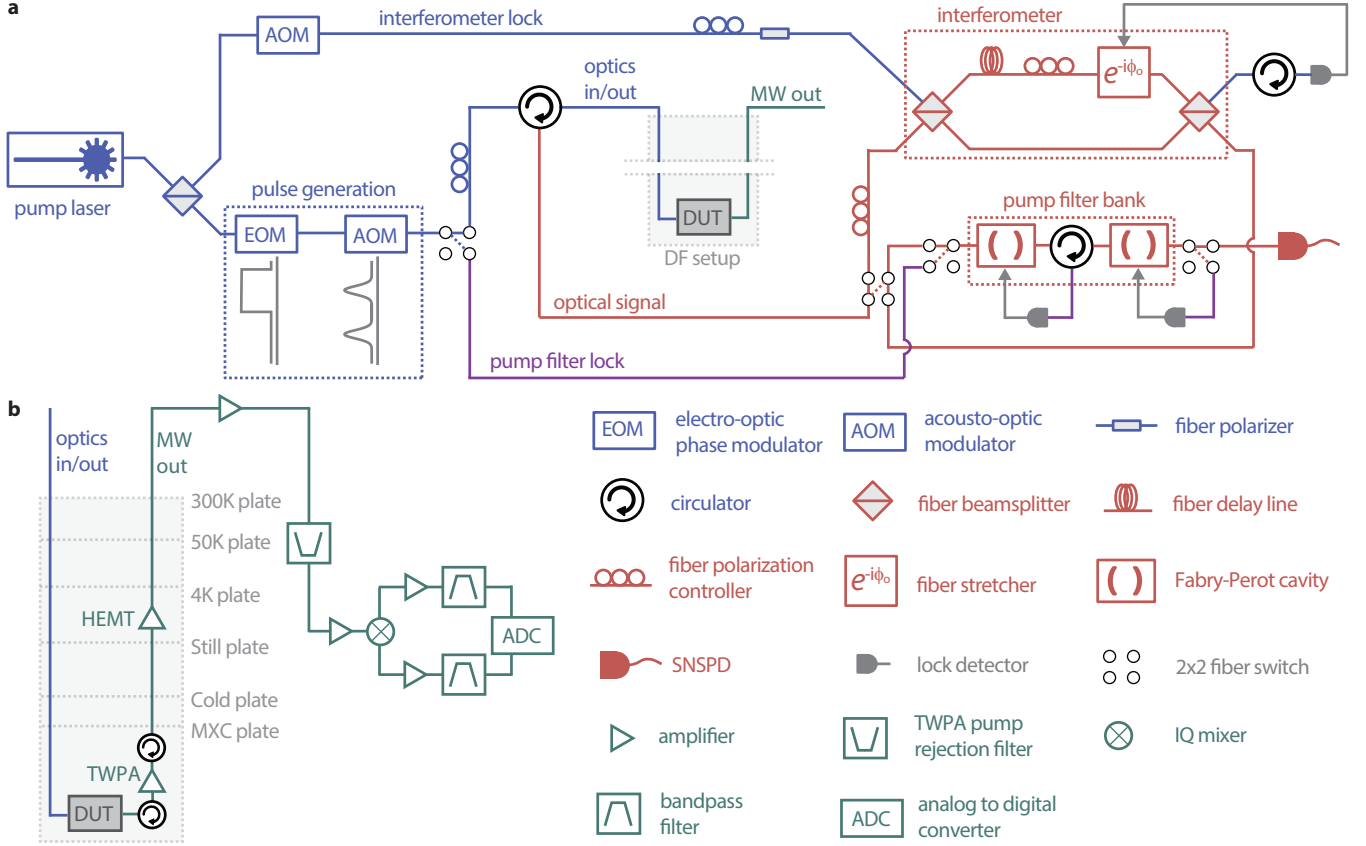 a
interferometer lock
interferometer
AOM
optics
in/out
MW out
e^-iϕ₀
pump laser
pulse generation
EOM
AOM
DUT
DF setup
pump filter bank
( )
( )
optical signal
pump filter lock
b
optics
in/out
MW
out
300K plate
50K plate
4K plate
HEMT
Still plate
Cold plate
MXC plate
TWPA
DUT
ADC
EOM
electro-optic
phase modulator
AOM
acousto-optic
modulator
fiber polarizer
circulator
fiber beamsplitter
fiber delay line
fiber polarization
controller
e^-iϕ₀
fiber stretcher
( )
Fabry-Perot cavity
SNSPD
lock detector
2x2 fiber switch
amplifier
TWPA pump
rejection filter
IQ mixer
bandpass
filter
ADC
analog to digital
converter